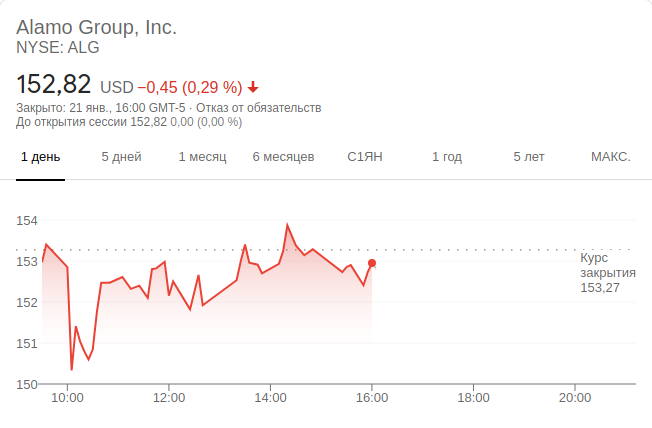 Alamo Group, Inc.
NYSE: ALG
152,82 USD −0,45 (0,29 %)
Закрыто: 21 янв., 16:00 GMT-5 · Отказ от обязательств
До открытия сессии 152,82 0,00 (0,00 %)
1 день 5 дней 1 месяц 6 месяцев С1ЯН 1 год 5 лет МАКС.
154
153
152
151
150
Курс
закрытия
153,27
10:00 12:00 14:00 16:00 18:00 20:00